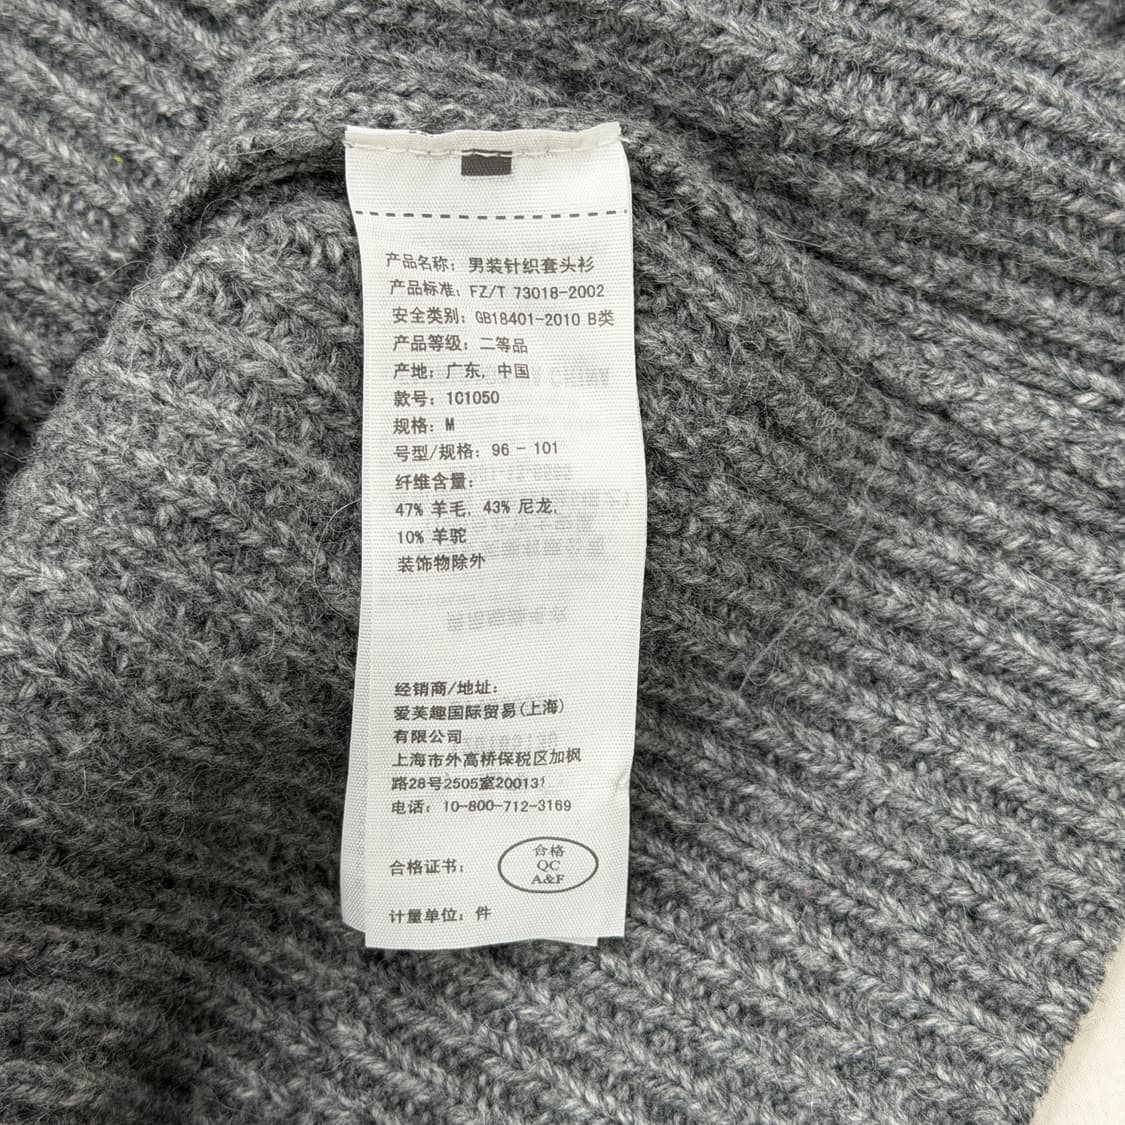 产品名称: 男装针织套头衫
产品标准: FZ/T 73018-2002
安全类别: GB18401-2010 B类
产品等级: 二等品
产地: 广东, 中国
款号: 1C1050
规格: M
号型/规格: 96 - 101
纤维含量:
47% 羊毛, 43% 尼龙,
10% 羊驼
装饰物除外
经销商/地址:
爱芙趣国际贸易(上海)
有限公司
上海市外高桥保税区加枫
路28号2505室20013
电话: 10-800-712-3169
合格证书:
合格
QC
A&F
计量单位: 件